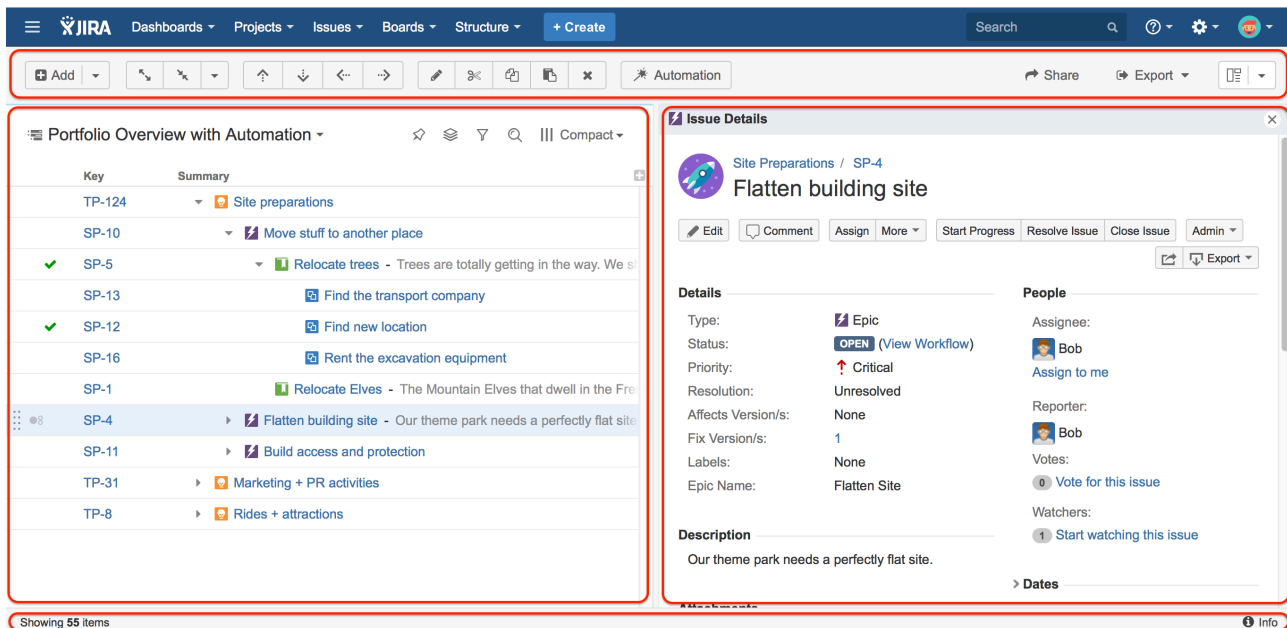 JIRA Dashboards Projects Issues Boards Structure + Create Search
Add Automation Share Export
Portfolio Overview with Automation Compact
Key Summary
TP-124 Site preparations
SP-10 Move stuff to another place
SP-5 Relocate trees - Trees are totally getting in the way. We
SP-13 Find the transport company
SP-12 Find new location
SP-16 Rent the excavation equipment
SP-1 Relocate Elves - The Mountain Elves that dwell in the
SP-4 Flatten building site - Our theme park needs a perfectly flat site
SP-11 Build access and protection
TP-31 Marketing + PR activities
TP-8 Rides + attractions
Issue Details
Site Preparations / SP-4
Flatten building site
Edit Comment Assign More Start Progress Resolve Issue Close Issue Admin
Export
Details
Type: Epic
Status: OPEN (View Workflow)
Priority: Critical
Resolution: Unresolved
Affects Version/s: None
Fix Version/s: 1
Labels: None
Epic Name: Flatten Site
Description
Our theme park needs a perfectly flat site.
People
Assignee:
Bob
Assign to me
Reporter:
Bob
Votes:
0 Vote for this issue
Watchers:
1 Start watching this issue
Dates
Showing 55 items Info